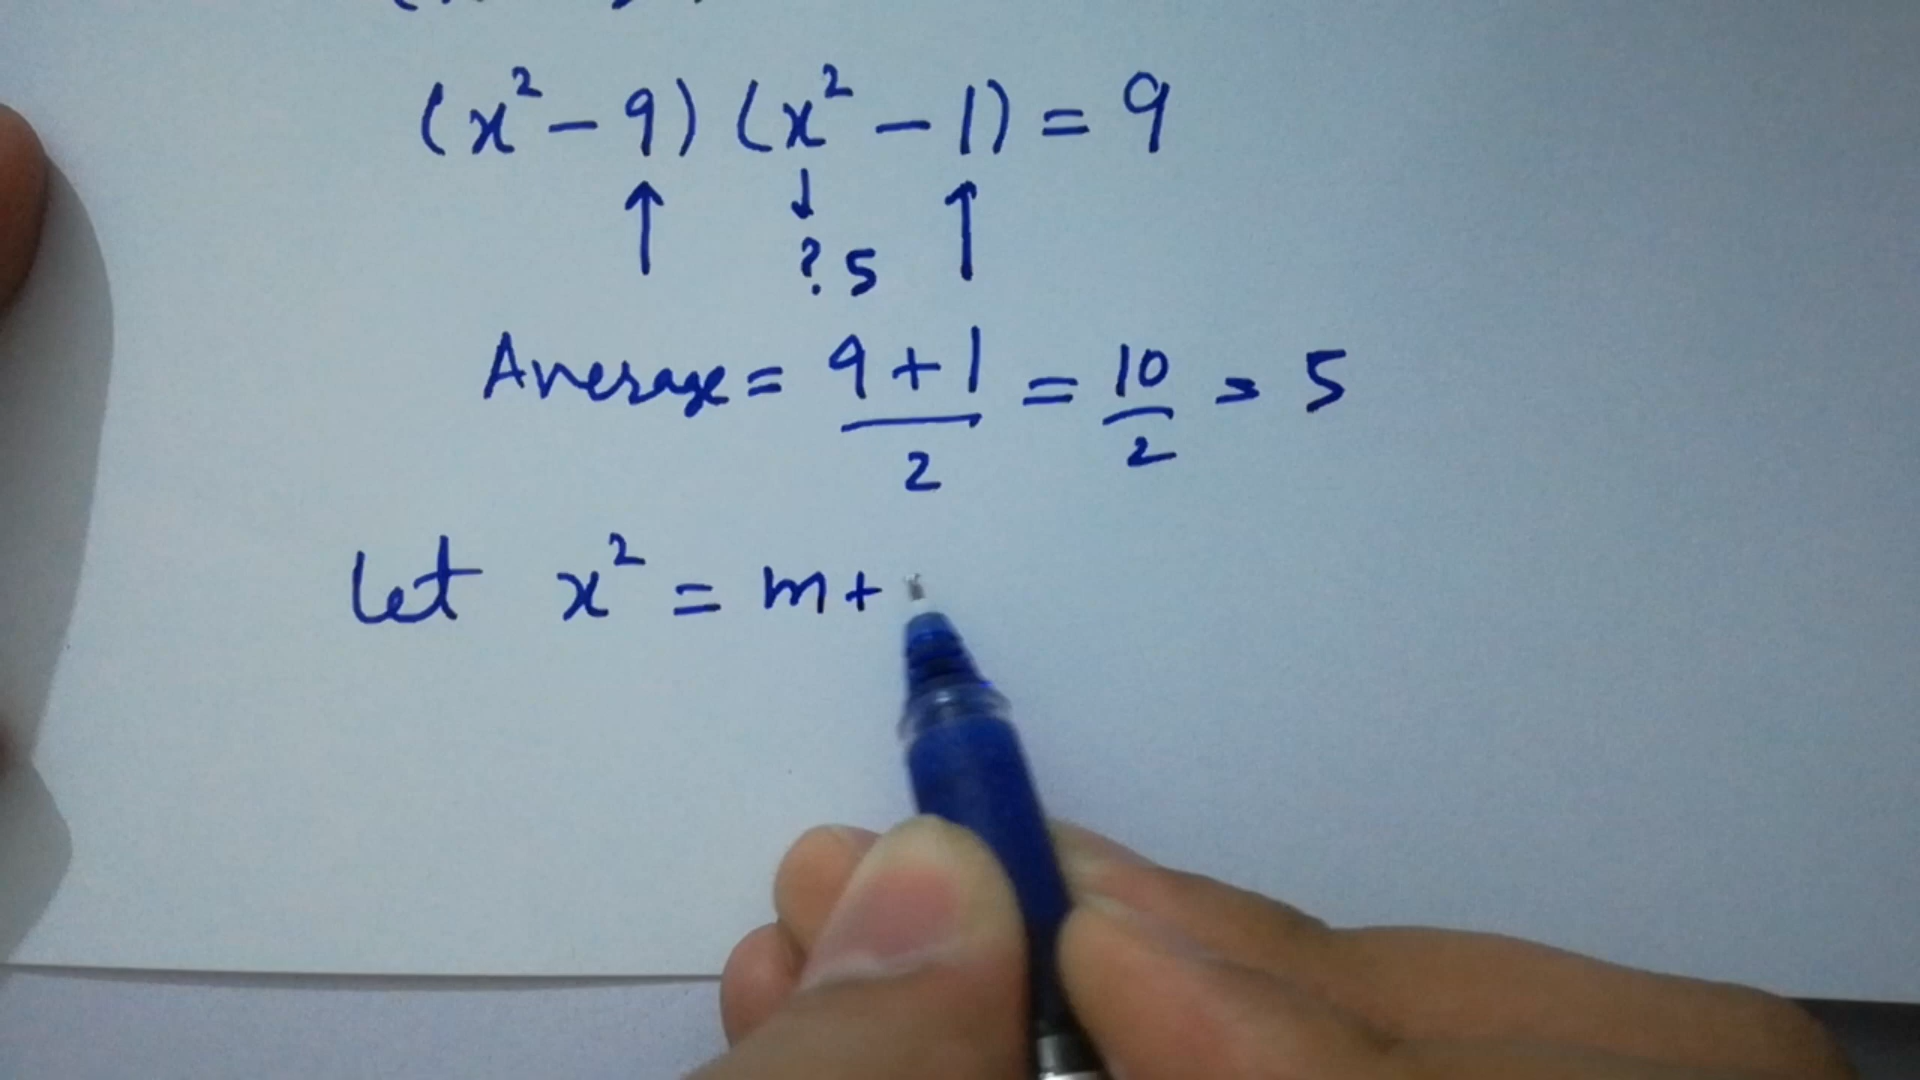 (x² - 9) (x² - 1) = 9
↑ ↓ ↑
? 5
Average = 9 + 1 / 2 = 10 / 2 = 5
Let x² = m +